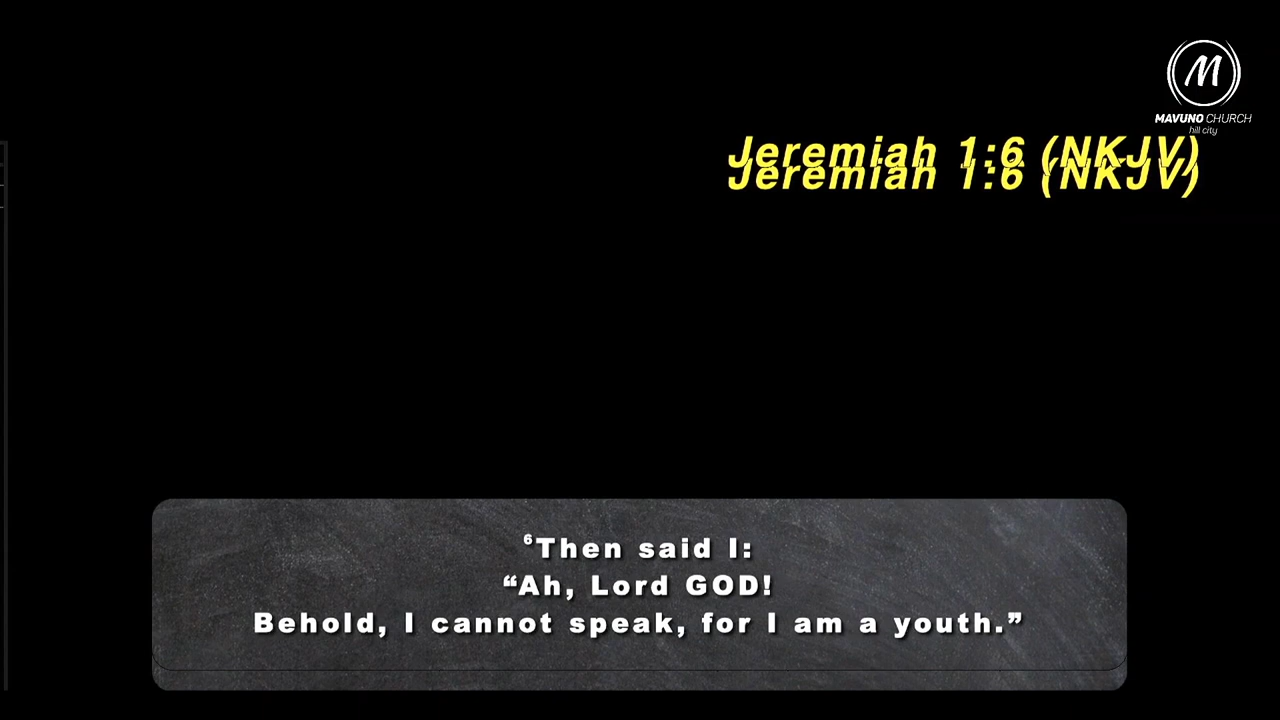 M
MAVUNO CHURCH
hill city
Jeremiah 1:6 (NKJV)
Jeremiah 1:6 (NKJV)
⁶Then said I:
“Ah, Lord GOD!
Behold, I cannot speak, for I am a youth.”